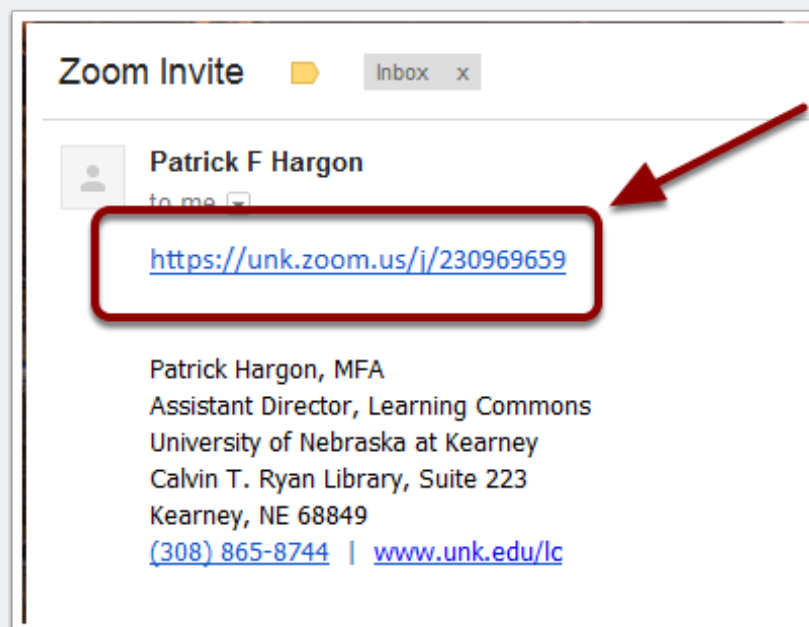 Zoom Invite
Inbox x
Patrick F Hargon
to me
https://unk.zoom.us/j/230969659
Patrick Hargon, MFA
Assistant Director, Learning Commons
University of Nebraska at Kearney
Calvin T. Ryan Library, Suite 223
Kearney, NE 68849
(308) 865-8744 | www.unk.edu/lc